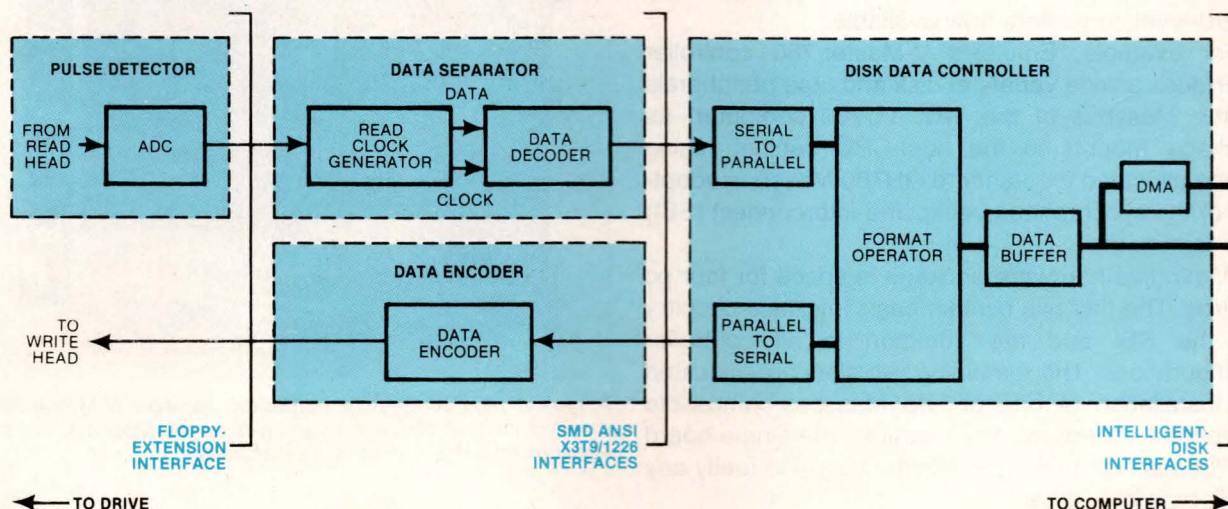 PULSE DETECTOR
FROM
READ
HEAD
ADC
DATA SEPARATOR
DATA
READ
CLOCK
GENERATOR
DATA
DECODER
CLOCK
DISK DATA CONTROLLER
SERIAL
TO
PARALLEL
FORMAT
OPERATOR
DATA
BUFFER
DMA
PARALLEL
TO
SERIAL
DATA ENCODER
DATA
ENCODER
TO
WRITE
HEAD
FLOPPY-
EXTENSION
INTERFACE
SMD ANSI
X3T9/1226
INTERFACES
INTELLIGENT-
DISK
INTERFACES
TO DRIVE
TO COMPUTER